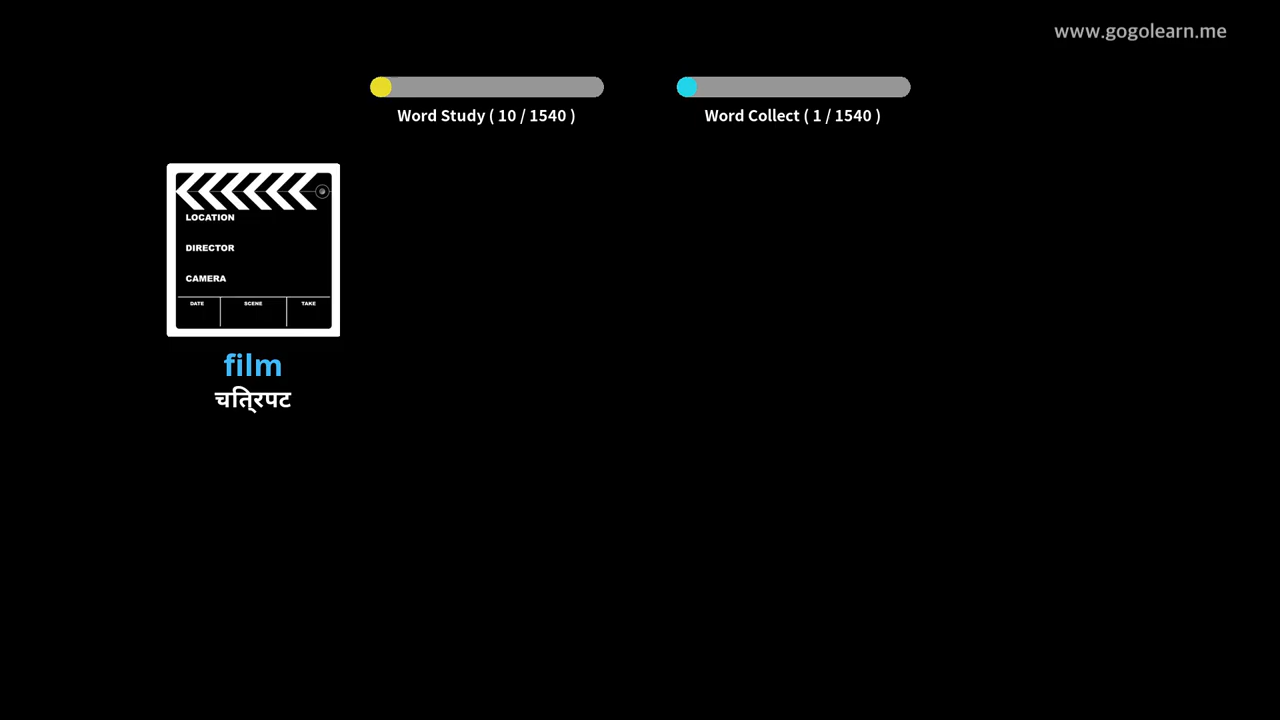 www.gogolearn.me
Word Study ( 10 / 1540 )
Word Collect ( 1 / 1540 )
LOCATION
DIRECTOR
CAMERA
DATE SCENE TAKE
film
चित्रपट